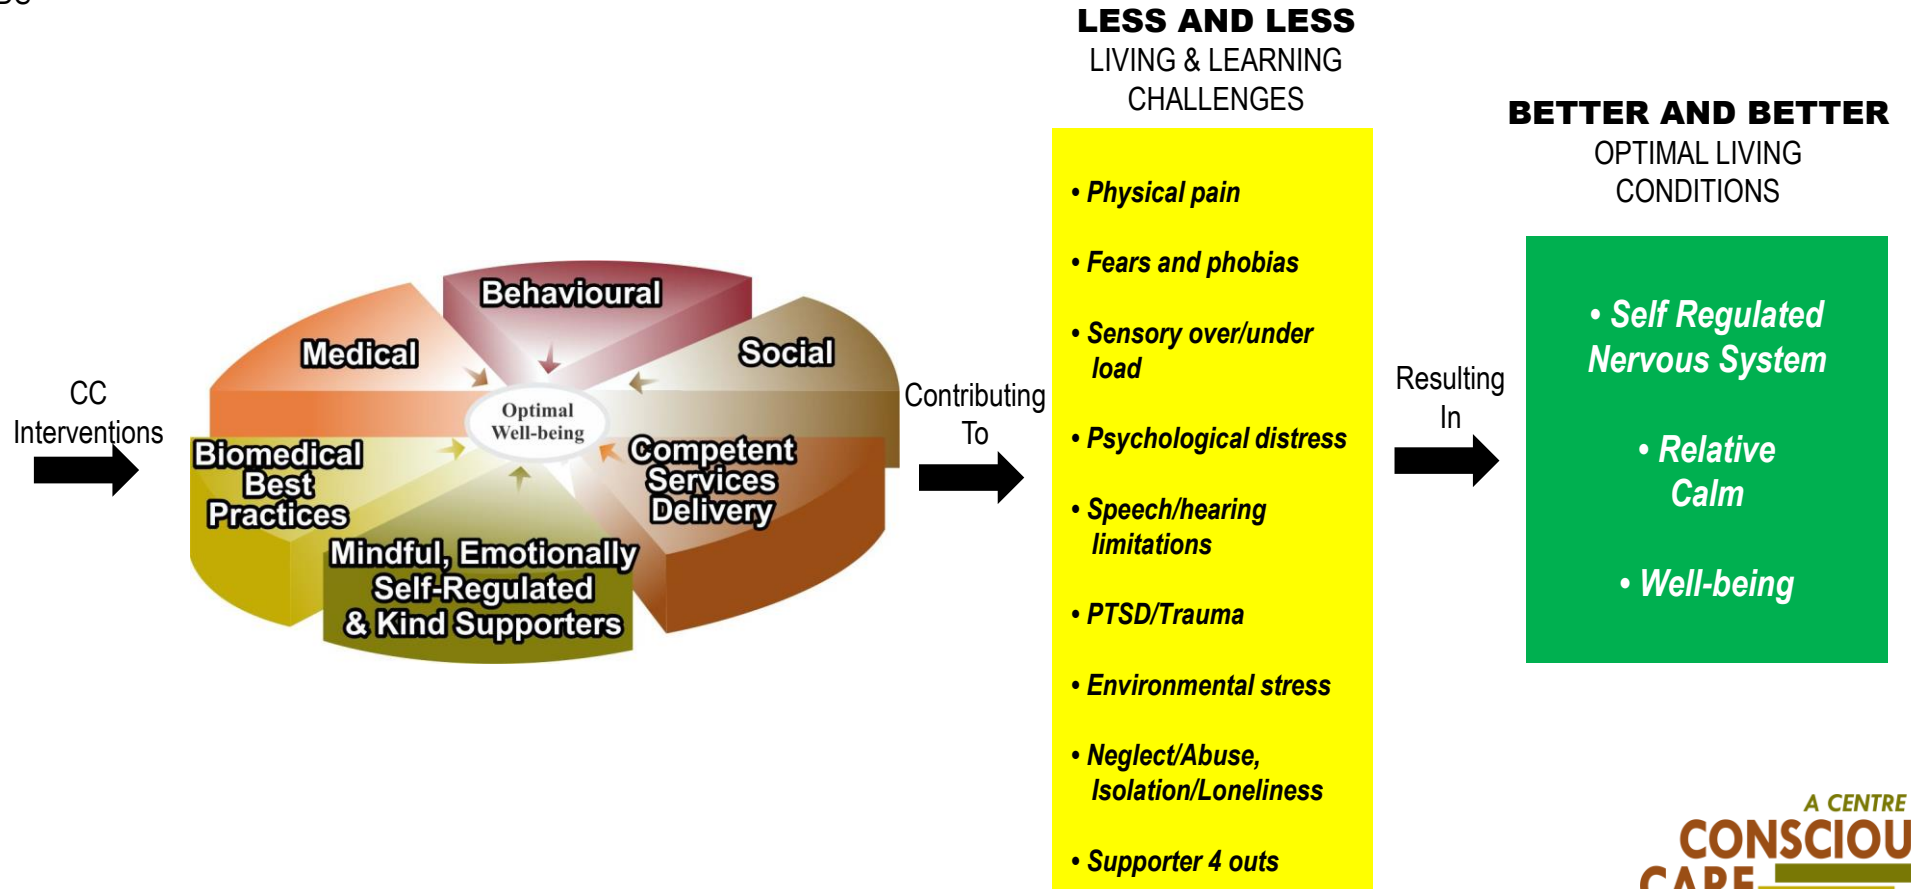 LESS AND LESS
LIVING & LEARNING
CHALLENGES
BETTER AND BETTER
OPTIMAL LIVING
CONDITIONS
CC
Interventions
Behavioural
Medical
Social
Optimal
Well-being
Biomedical
Best
Practices
Competent
Services
Delivery
Mindful, Emotionally
Self-Regulated
& Kind Supporters
Contributing
To
• Physical pain
• Fears and phobias
• Sensory over/under
load
• Psychological distress
• Speech/hearing
limitations
• PTSD/Trauma
• Environmental stress
• Neglect/Abuse,
Isolation/Loneliness
• Supporter 4 outs
Resulting
In
• Self Regulated
Nervous System
• Relative
Calm
• Well-being
A CENTRE
CONSCIOU
CARE